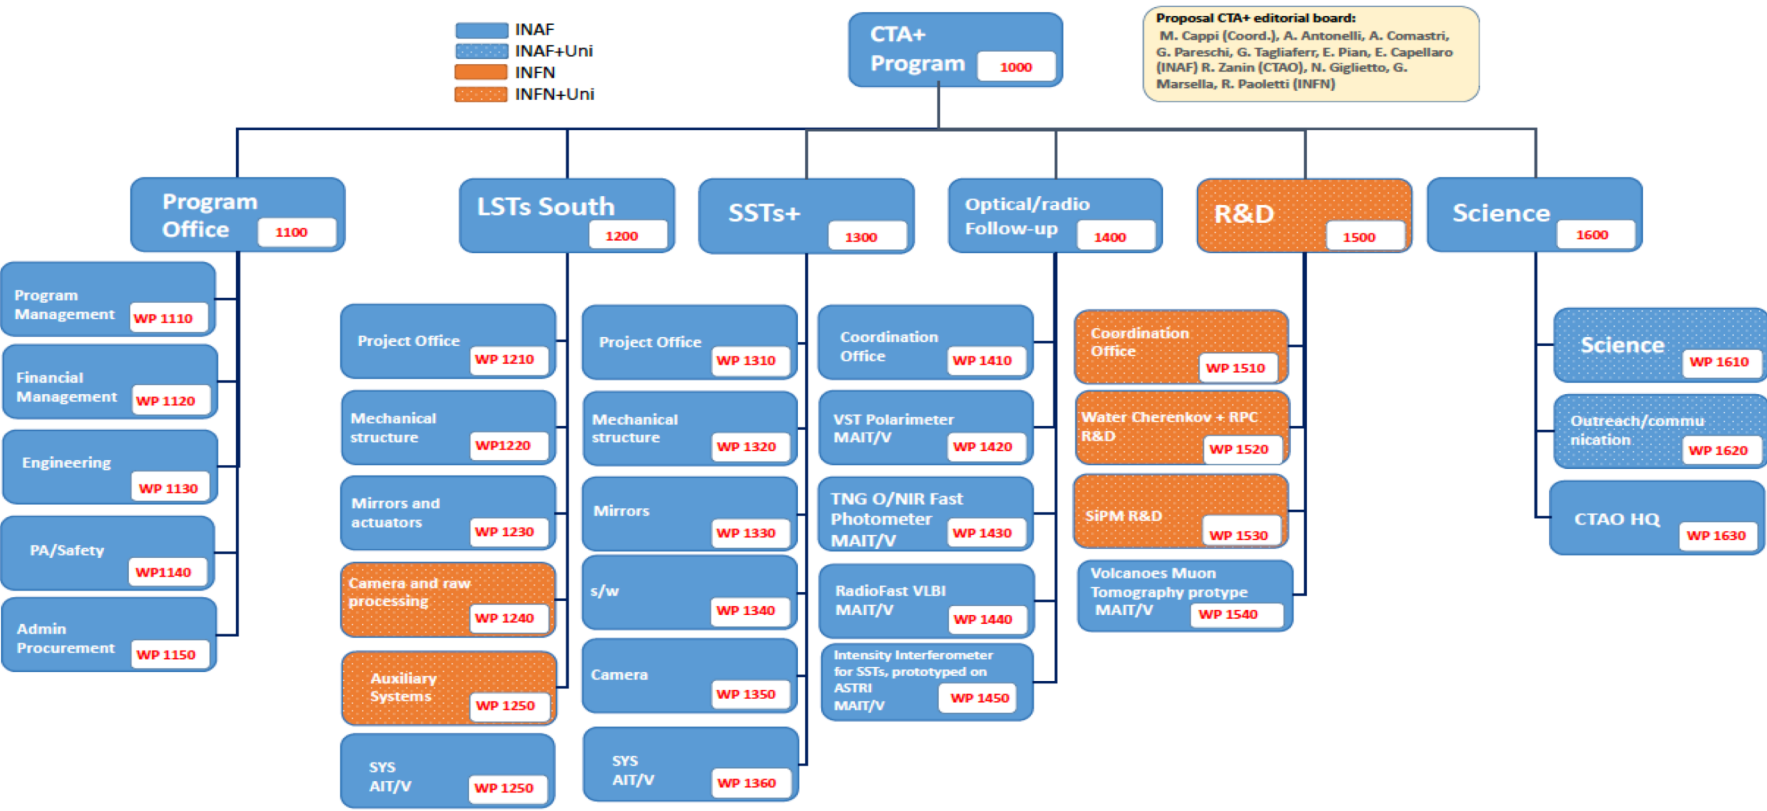 INAF
INAF+Uni
INFN
INFN+Uni
CTA+
Program
1000
Proposal CTA+ editorial board:
M. Cappi (Coord.), A. Antonelli, A. Comastri,
G. Pareschi, G. Tagliaferr, E. Pian, E. Capellaro
(INAF) R. Zanin (CTAO), N. Giglietto, G.
Marsella, R. Paoletti (INFN)
Program
Office
1100
LSTs South
1200
SSTs+
1300
Optical/radio
Follow-up
1400
R&D
1500
Science
1600
Program
Management
WP 1110
Financial
Management
WP 1120
Engineering
WP 1130
PA/Safety
WP1140
Admin
Procurement
WP 1150
Project Office
WP 1210
Mechanical
structure
WP1220
Mirrors and
actuators
WP 1230
Camera and raw
processing
WP 1240
Auxiliary
Systems
WP 1250
SYS
AIT/V
WP 1250
Project Office
WP 1310
Mechanical
structure
WP 1320
Mirrors
WP 1330
s/w
WP 1340
Camera
WP 1350
SYS
AIT/V
WP 1360
Coordination
Office
WP 1410
VST Polarimeter
MAIT/V
WP 1420
TNG O/NIR Fast
Photometer
MAIT/V
WP 1430
RadioFast VLBI
MAIT/V
WP 1440
Intensity Interferometer
for SSTs, prototyped on
ASTRI
MAIT/V
WP 1450
Coordination
Office
WP 1510
Water Cherenkov + RPC
R&D
WP 1520
SiPM R&D
WP 1530
Volcanoes Muon
Tomography protype
MAIT/V
WP 1540
Science
WP 1610
Outreach/commu
nication
WP 1620
CTAO HQ
WP 1630